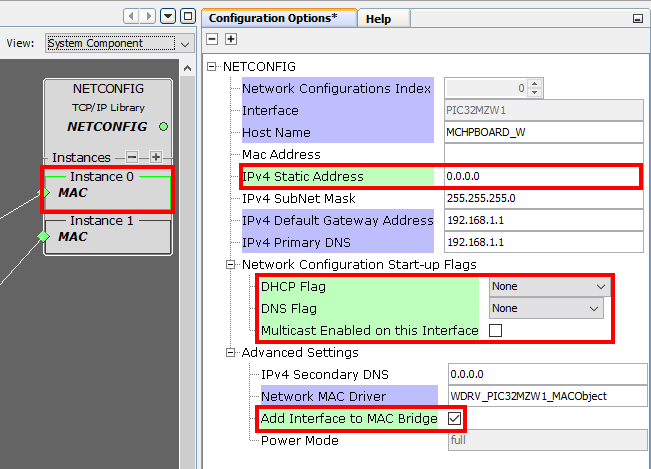 Configuration Options*
Help
View: System Component
NETCONFIG
TCP/IP Library
NETCONFIG
Instances
Instance 0
MAC
Instance 1
MAC
NETCONFIG
Network Configurations Index 0
Interface PIC32MZW1
Host Name MCHPBOARD_W
Mac Address
IPv4 Static Address 0.0.0.0
IPv4 SubNet Mask 255.255.255.0
IPv4 Default Gateway Address 192.168.1.1
IPv4 Primary DNS 192.168.1.1
Network Configuration Start-up Flags
DHCP Flag None
DNS Flag None
Multicast Enabled on this Interface
Advanced Settings
IPv4 Secondary DNS 0.0.0.0
Network MAC Driver WDRV_PIC32MZW1_MACObject
Add Interface to MAC Bridge
Power Mode full